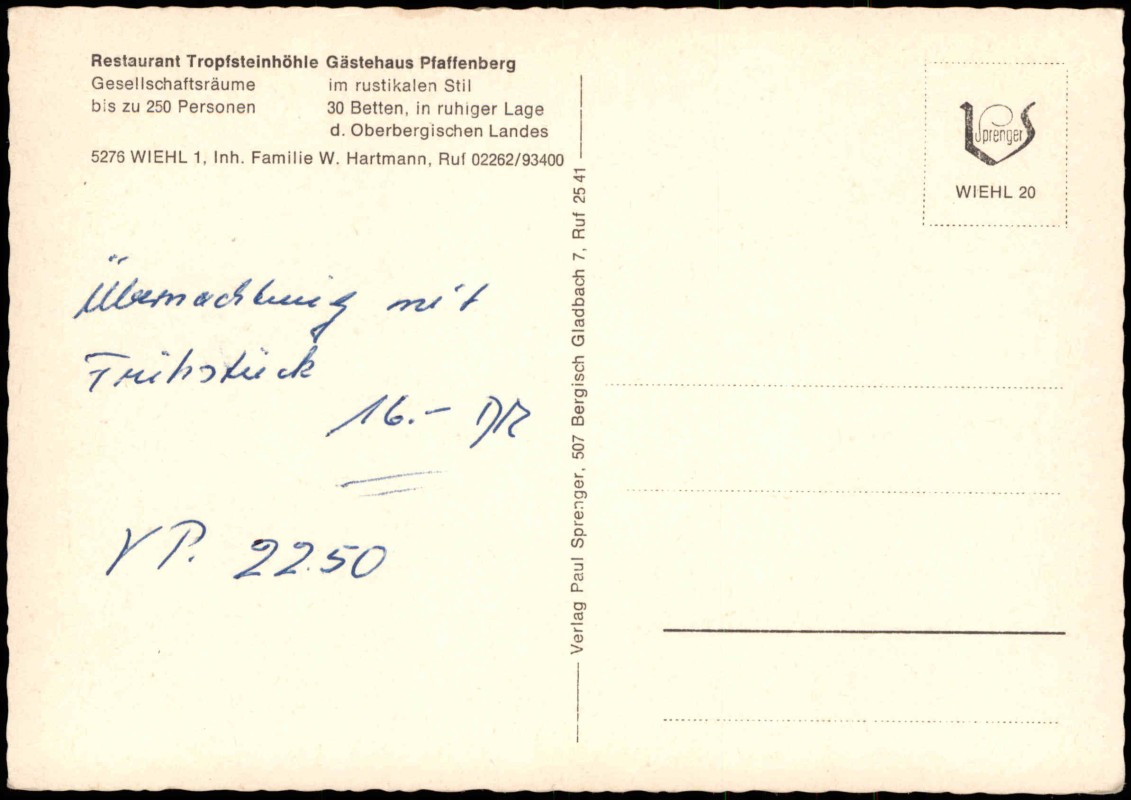 Restaurant Tropfsteinhöhle Gästehaus Pfaffenberg
Gesellschaftsräume im rustikalen Stil
bis zu 250 Personen 30 Betten, in ruhiger Lage
d. Oberbergischen Landes
5276 WIEHL 1, Inh. Familie W. Hartmann, Ruf 02262/93400
Übernachtung mit
Frühstück
16.- DM
VP. 22.50
Verlag Paul Sprenger, 507 Bergisch Gladbach 7, Ruf 25 41
Sprenger
WIEHL 20